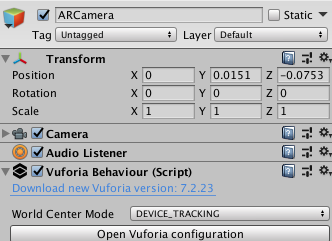 ARCamera Static
Tag Untagged Layer Default
Transform
Position X 0 Y 0.0151 Z -0.0753
Rotation X 0 Y 0 Z 0
Scale X 1 Y 1 Z 1
Camera
Audio Listener
Vuforia Behaviour (Script)
Download new Vuforia version: 7.2.23
World Center Mode DEVICE_TRACKING
Open Vuforia configuration